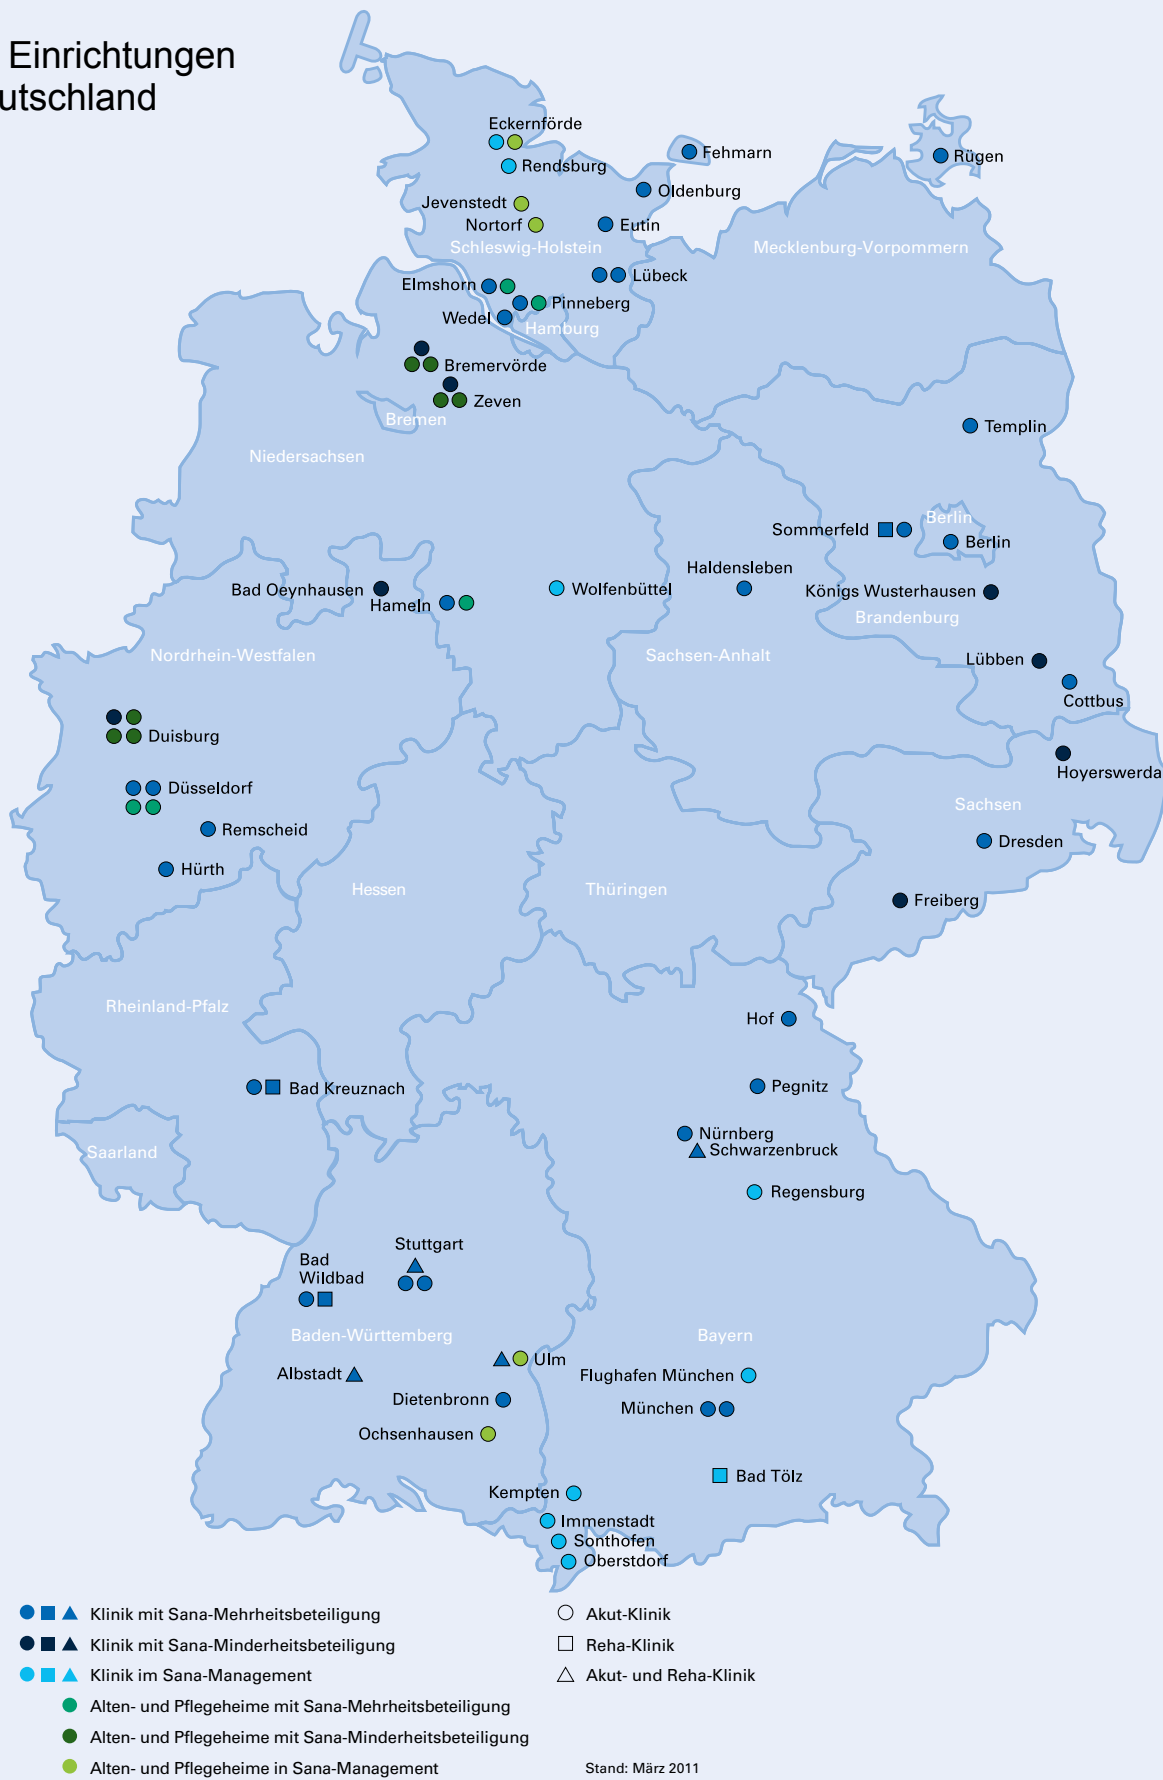 Einrichtungen
utschland
Eckernförde
Fehmarn
Rügen
Rendsburg
Oldenburg
Jevenstedt
Nortorf
Eutin
Schleswig-Holstein
Mecklenburg-Vorpommern
Lübeck
Elmshorn
Pinneberg
Wedel
Hamburg
Bremervörde
Zeven
Bremen
Templin
Niedersachsen
Berlin
Sommerfeld
Berlin
Haldensleben
Bad Oeynhausen
Wolfenbüttel
Königs Wusterhausen
Hameln
Brandenburg
Nordrhein-Westfalen
Sachsen-Anhalt
Lübben
Cottbus
Duisburg
Hoyerswerda
Düsseldorf
Sachsen
Remscheid
Dresden
Hürth
Hessen
Thüringen
Freiberg
Rheinland-Pfalz
Hof
Bad Kreuznach
Pegnitz
Nürnberg
Saarland
Schwarzenbruck
Regensburg
Stuttgart
Bad
Wildbad
Baden-Württemberg
Bayern
Ulm
Albstadt
Flughafen München
Dietenbronn
München
Ochsenhausen
Bad Tölz
Kempten
Immenstadt
Sonthofen
Oberstdorf
Klinik mit Sana-Mehrheitsbeteiligung
Klinik mit Sana-Minderheitsbeteiligung
Klinik im Sana-Management
Alten- und Pflegeheime mit Sana-Mehrheitsbeteiligung
Alten- und Pflegeheime mit Sana-Minderheitsbeteiligung
Alten- und Pflegeheime in Sana-Management
Akut-Klinik
Reha-Klinik
Akut- und Reha-Klinik
Stand: März 2011